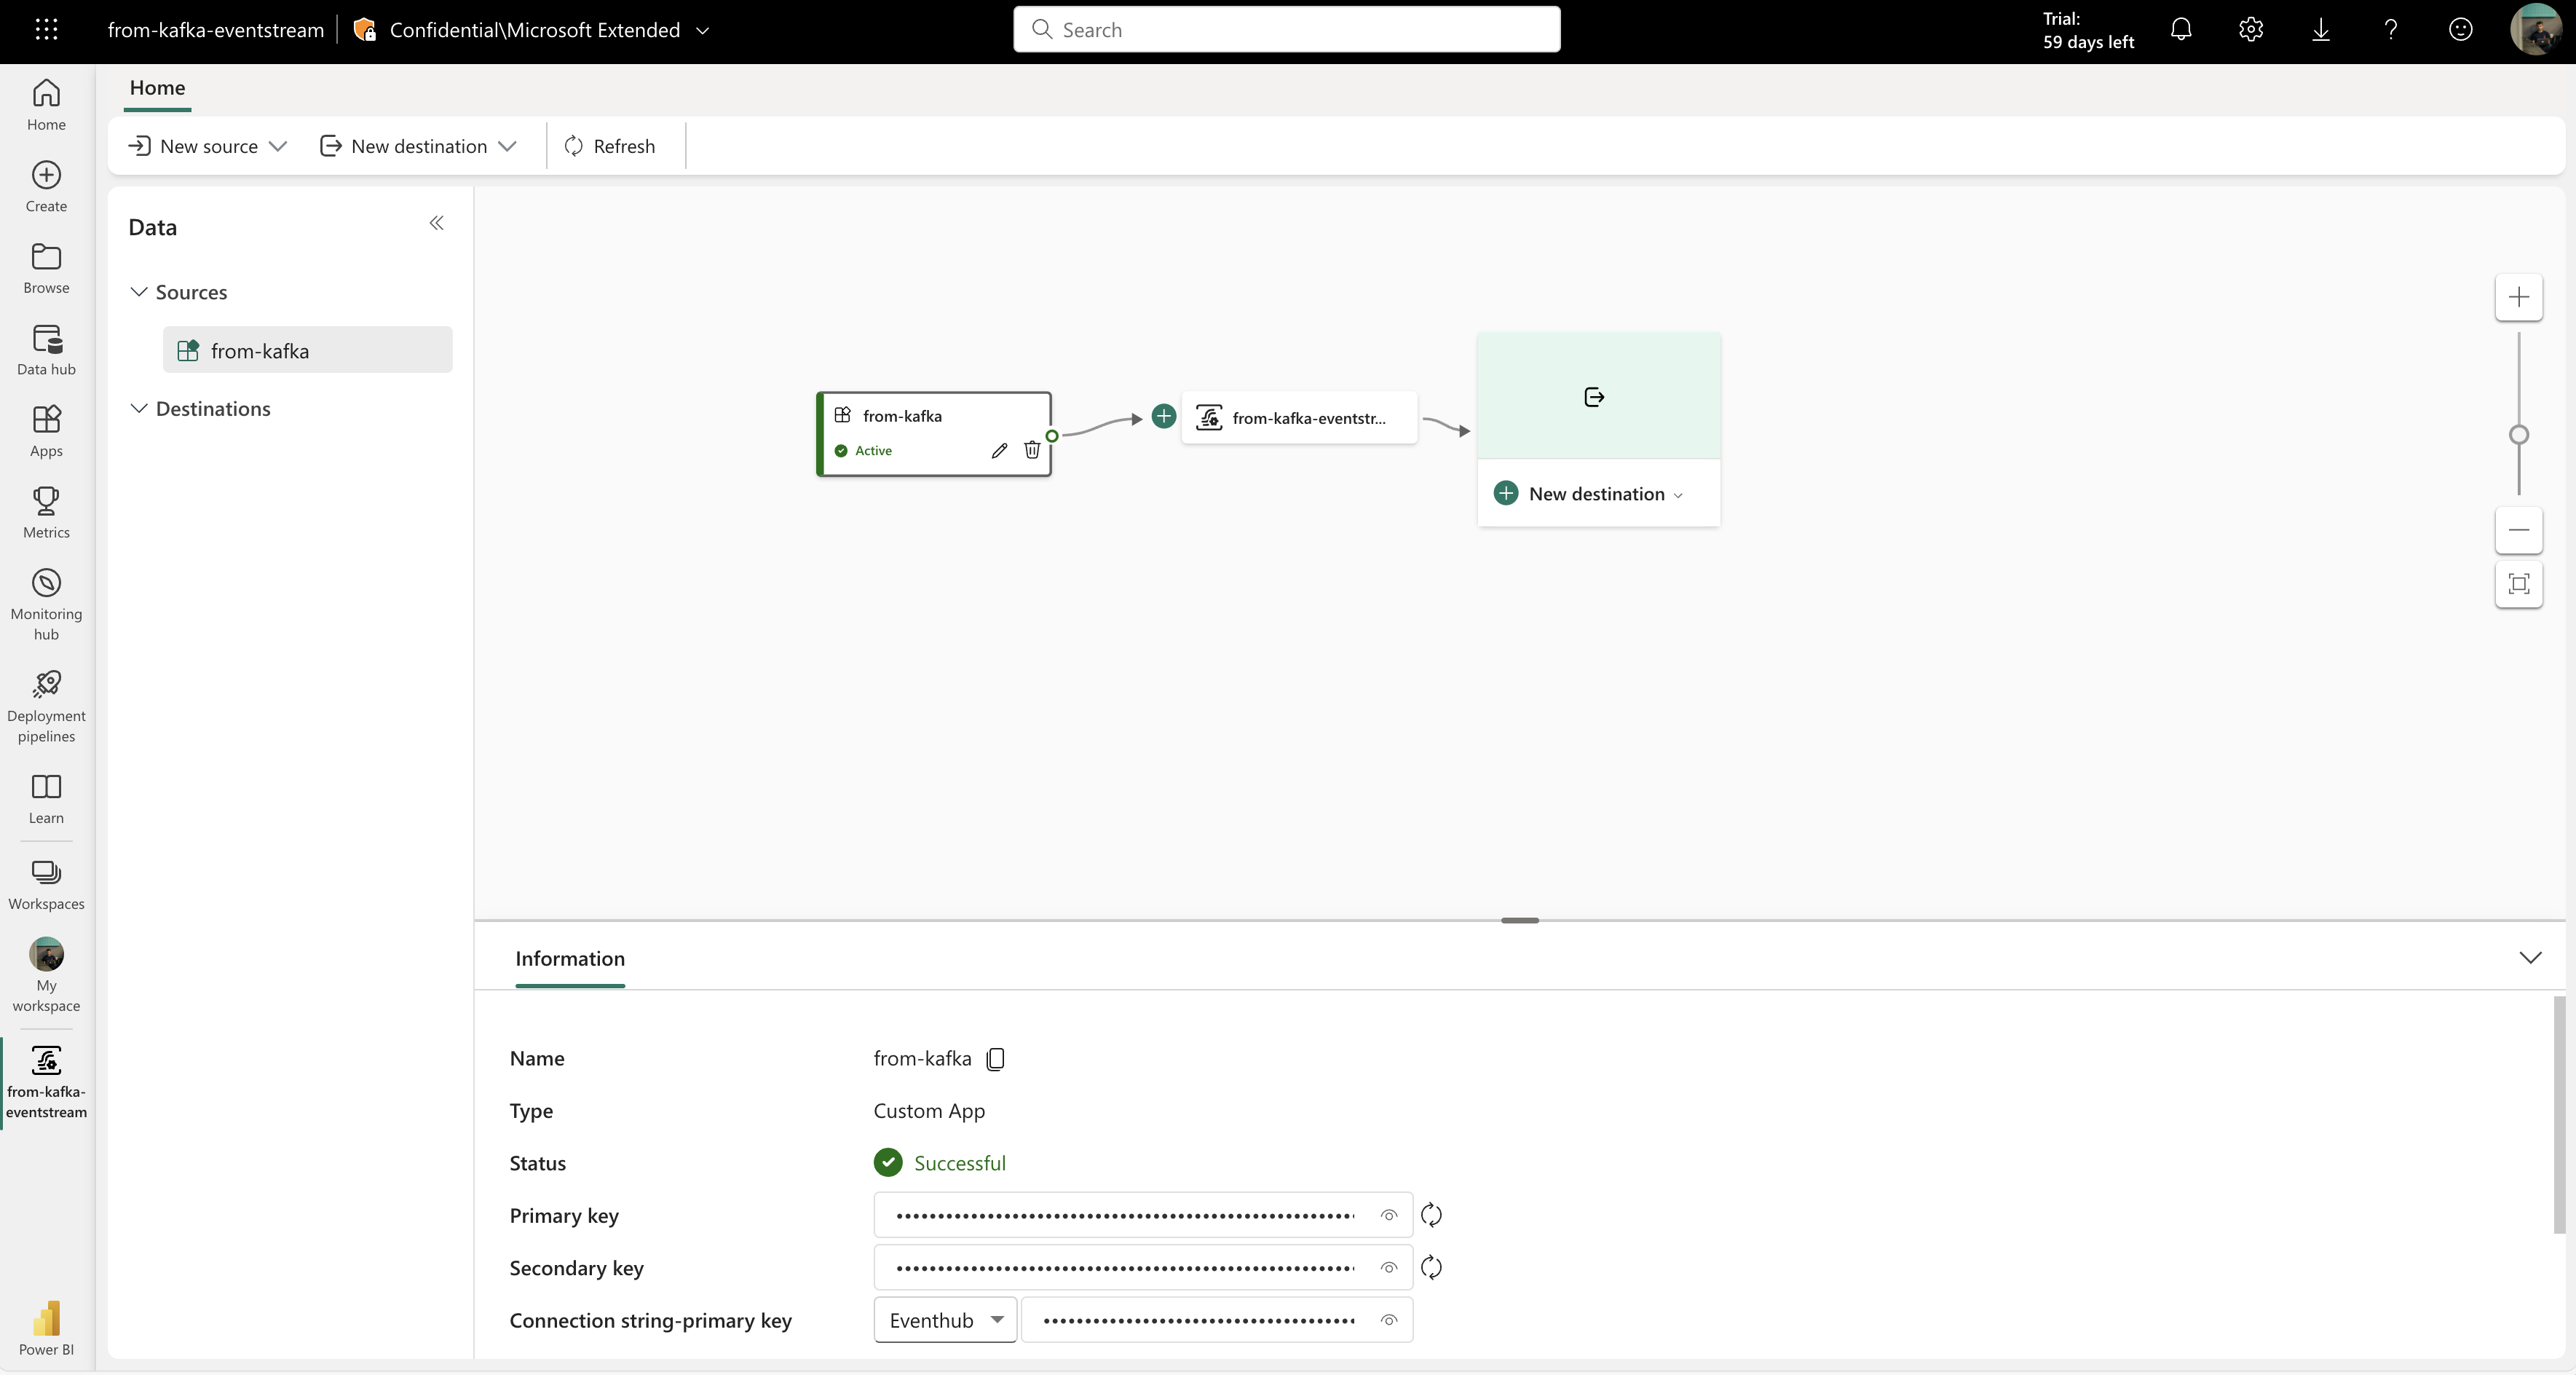 from-kafka-eventstream
Confidential\Microsoft Extended
Search
Trial:
59 days left
Home
Create
Browse
Data hub
Apps
Metrics
Monitoring
hub
Deployment
pipelines
Learn
Workspaces
My
workspace
from-kafka-
eventstream
Power BI
Home
New source
New destination
Refresh
Data
Sources
from-kafka
Destinations
from-kafka
Active
from-kafka-eventstr...
New destination
Information
Name
from-kafka
Type
Custom App
Status
Successful
Primary key
Secondary key
Connection string-primary key
Eventhub